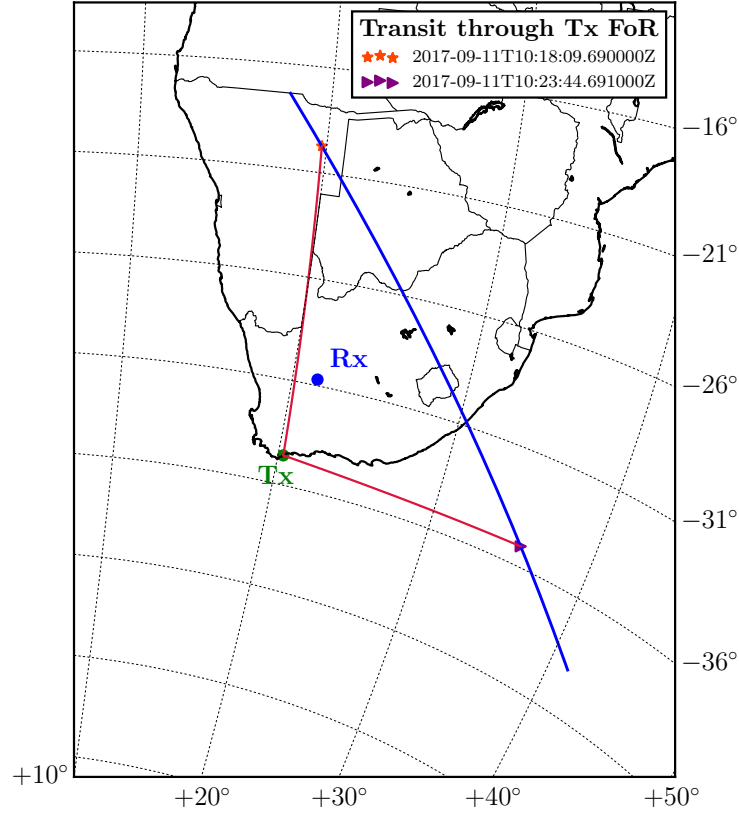 Transit through Tx FoR
2017-09-11T10:18:09.690000Z
2017-09-11T10:23:44.691000Z
−16°
−21°
−26°
−31°
−36°
Rx
Tx
+10°
+20°
+30°
+40°
+50°